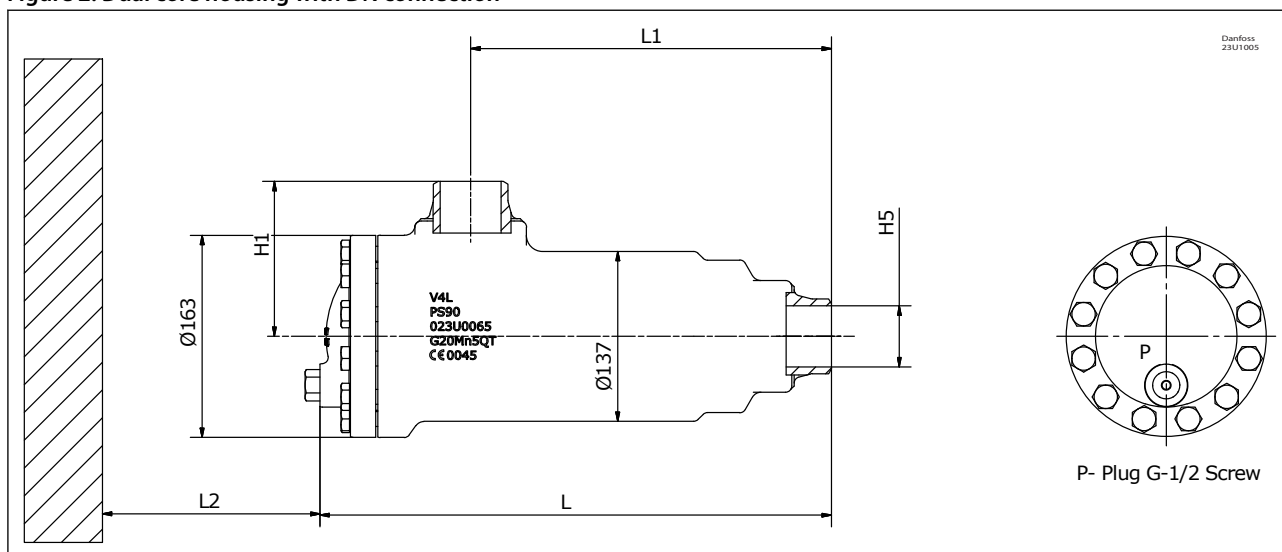 L1
Danfoss
23U1005
H1
H5
Ø163
V4L
PS90
023U0065
G20Mn5QT
CE0045
Ø137
P
P- Plug G-1/2 Screw
L2
L